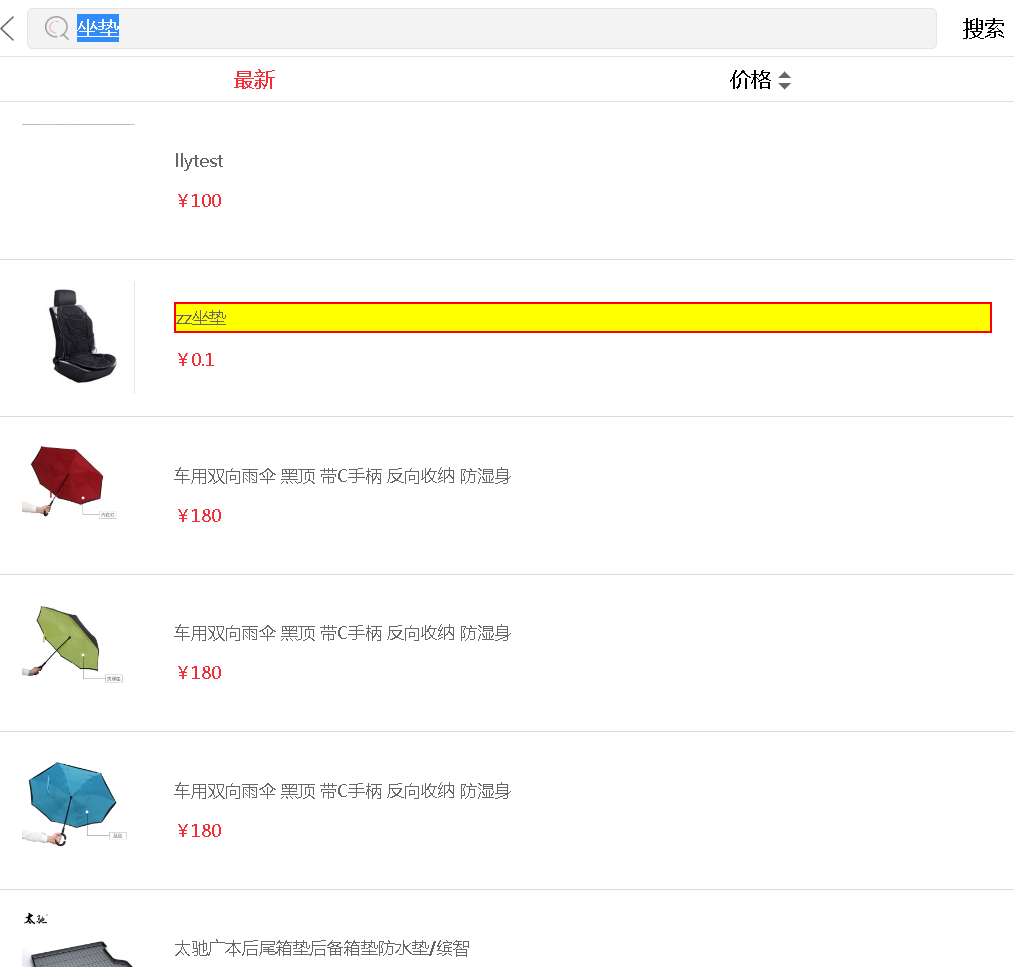 坐垫 搜索
最新 价格
llytest
￥100
zz坐垫
￥0.1
车用双向雨伞 黑顶 带C手柄 反向收纳 防湿身
￥180
车用双向雨伞 黑顶 带C手柄 反向收纳 防湿身
￥180
车用双向雨伞 黑顶 带C手柄 反向收纳 防湿身
￥180
太驰
太驰广本后尾箱垫后备箱垫防水垫/缤智